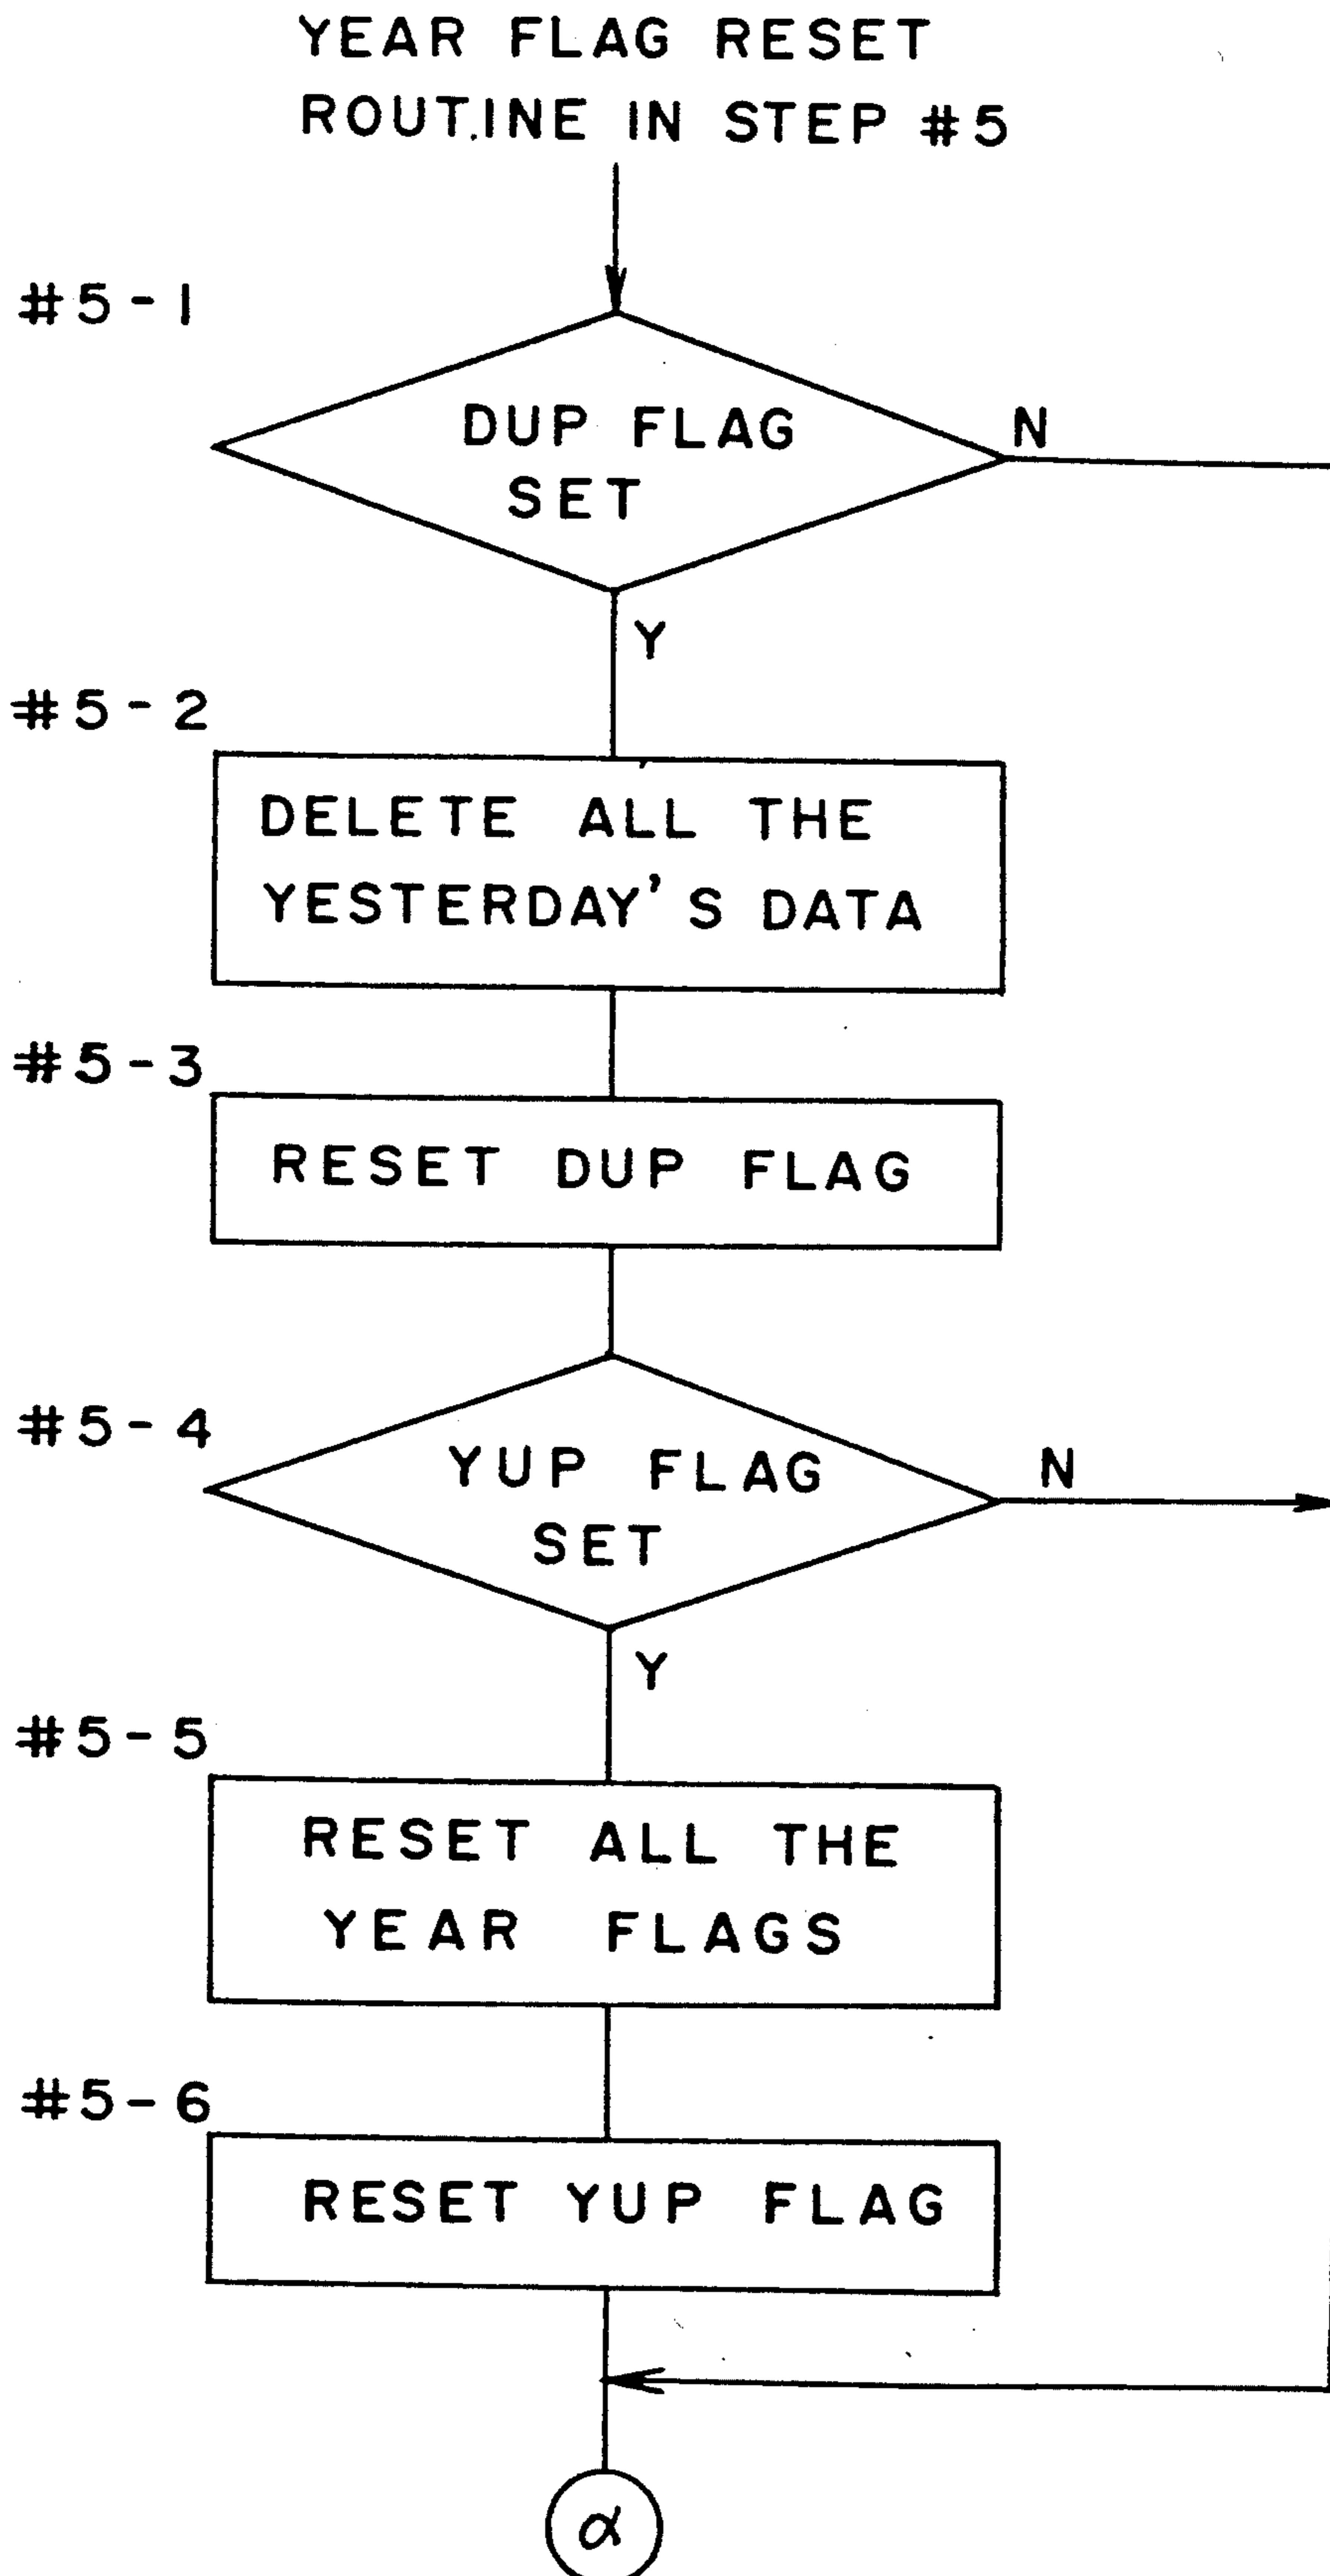 YEAR FLAG RESET
ROUTINE IN STEP #5
#5-1
DUP FLAG
SET
N
Y
#5-2
DELETE ALL THE
YESTERDAY'S DATA
#5-3
RESET DUP FLAG
#5-4
YUP FLAG
SET
N
Y
#5-5
RESET ALL THE
YEAR FLAGS
#5-6
RESET YUP FLAG
α